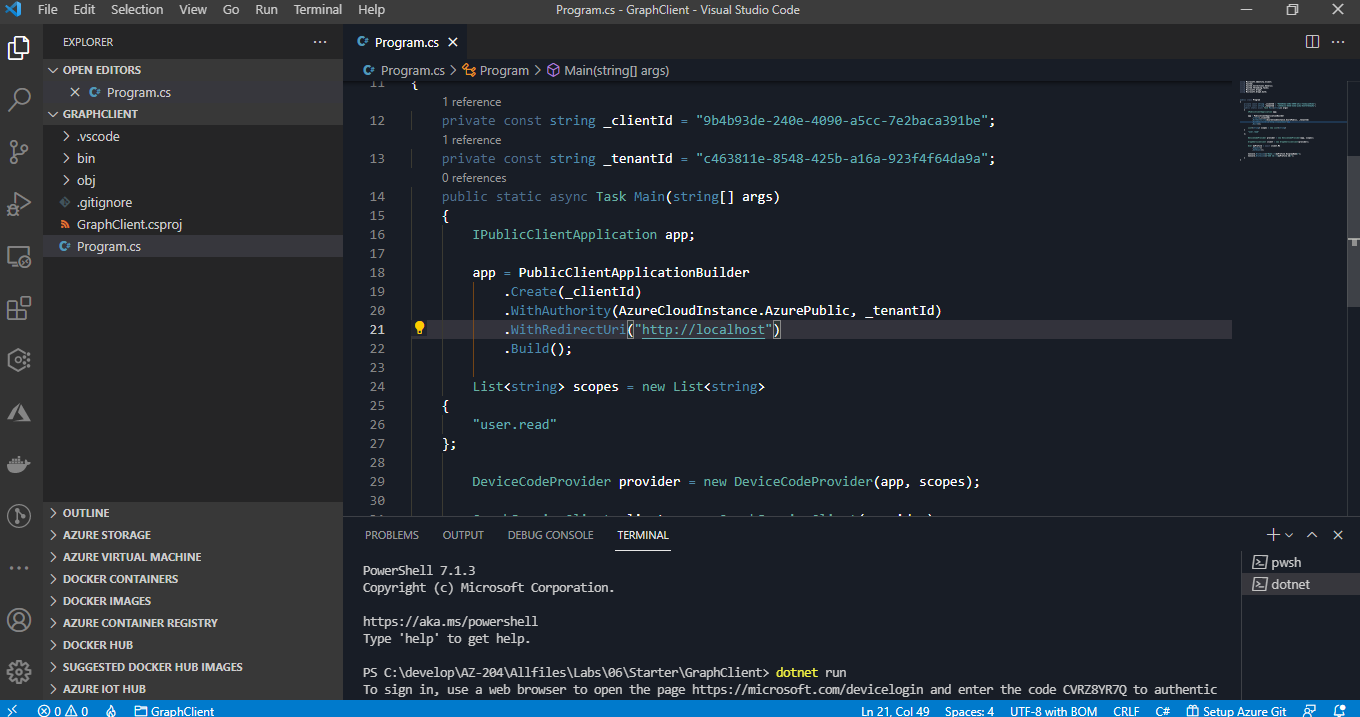 File Edit Selection View Go Run Terminal Help Program.cs - GraphClient - Visual Studio Code
EXPLORER
OPEN EDITORS
Program.cs
GRAPHCLIENT
.vscode
bin
obj
.gitignore
GraphClient.csproj
Program.cs
OUTLINE
AZURE STORAGE
AZURE VIRTUAL MACHINE
DOCKER CONTAINERS
DOCKER IMAGES
AZURE CONTAINER REGISTRY
DOCKER HUB
SUGGESTED DOCKER HUB IMAGES
AZURE IOT HUB
Program.cs
Program.cs > Program > Main(string[] args)
11 {
1 reference
12 private const string _clientId = "9b4b93de-240e-4090-a5cc-7e2baca391be";
1 reference
13 private const string _tenantId = "c463811e-8548-425b-a16a-923f4f64da9a";
0 references
14 public static async Task Main(string[] args)
15 {
16 IPublicClientApplication app;
17
18 app = PublicClientApplicationBuilder
19 .Create(_clientId)
20 .WithAuthority(AzureCloudInstance.AzurePublic, _tenantId)
21 .WithRedirectUri("http://localhost")
22 .Build();
23
24 List<string> scopes = new List<string>
25 {
26 "user.read"
27 };
28
29 DeviceCodeProvider provider = new DeviceCodeProvider(app, scopes);
30
PROBLEMS OUTPUT DEBUG CONSOLE TERMINAL
PowerShell 7.1.3
Copyright (c) Microsoft Corporation.
https://aka.ms/powershell
Type 'help' to get help.
PS C:\develop\AZ-204\Allfiles\Labs\06\Starter\GraphClient> dotnet run
To sign in, use a web browser to open the page https://microsoft.com/devicelogin and enter the code CVRZ8YR7Q to authentic
pwsh
dotnet
0 0 GraphClient Ln 21, Col 49 Spaces: 4 UTF-8 with BOM CRLF C# Setup Azure Git